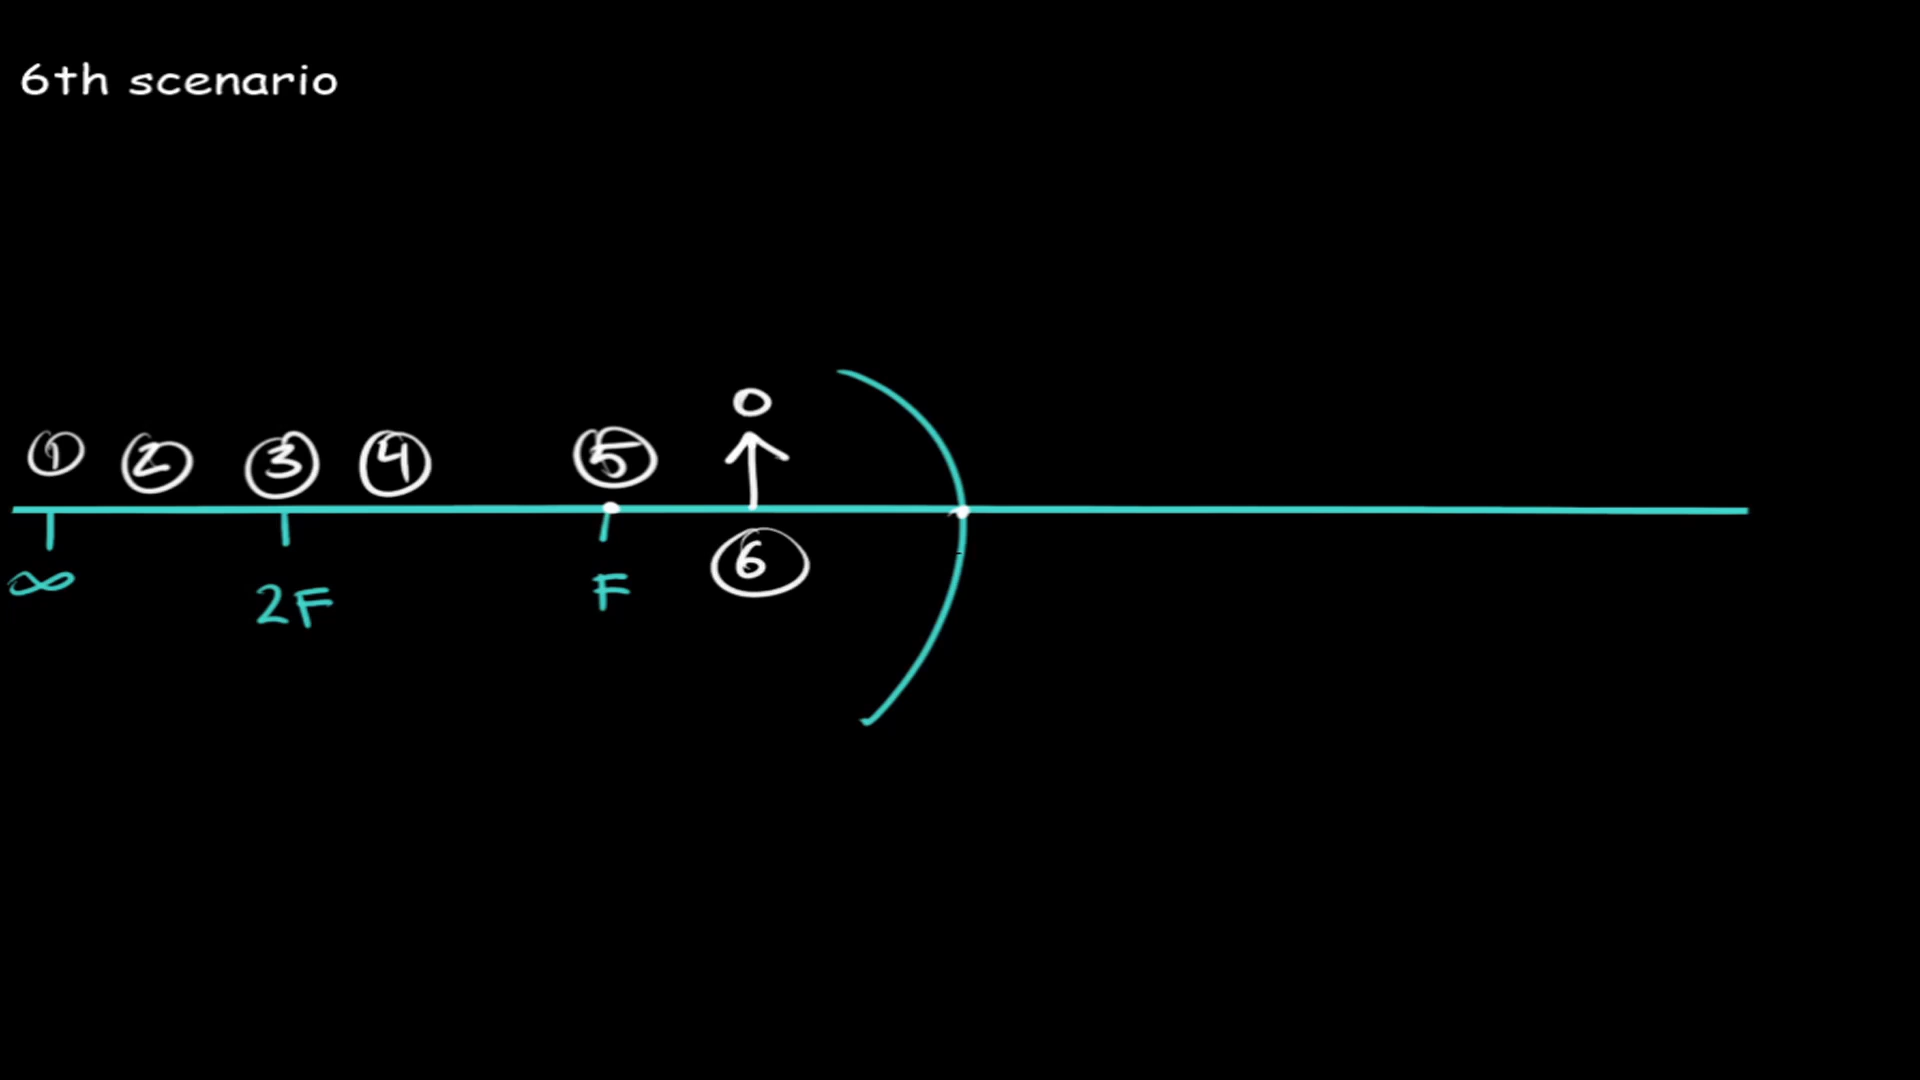 6th scenario
O
① ② ③ ④ ⑤
⑥
∞ 2F F